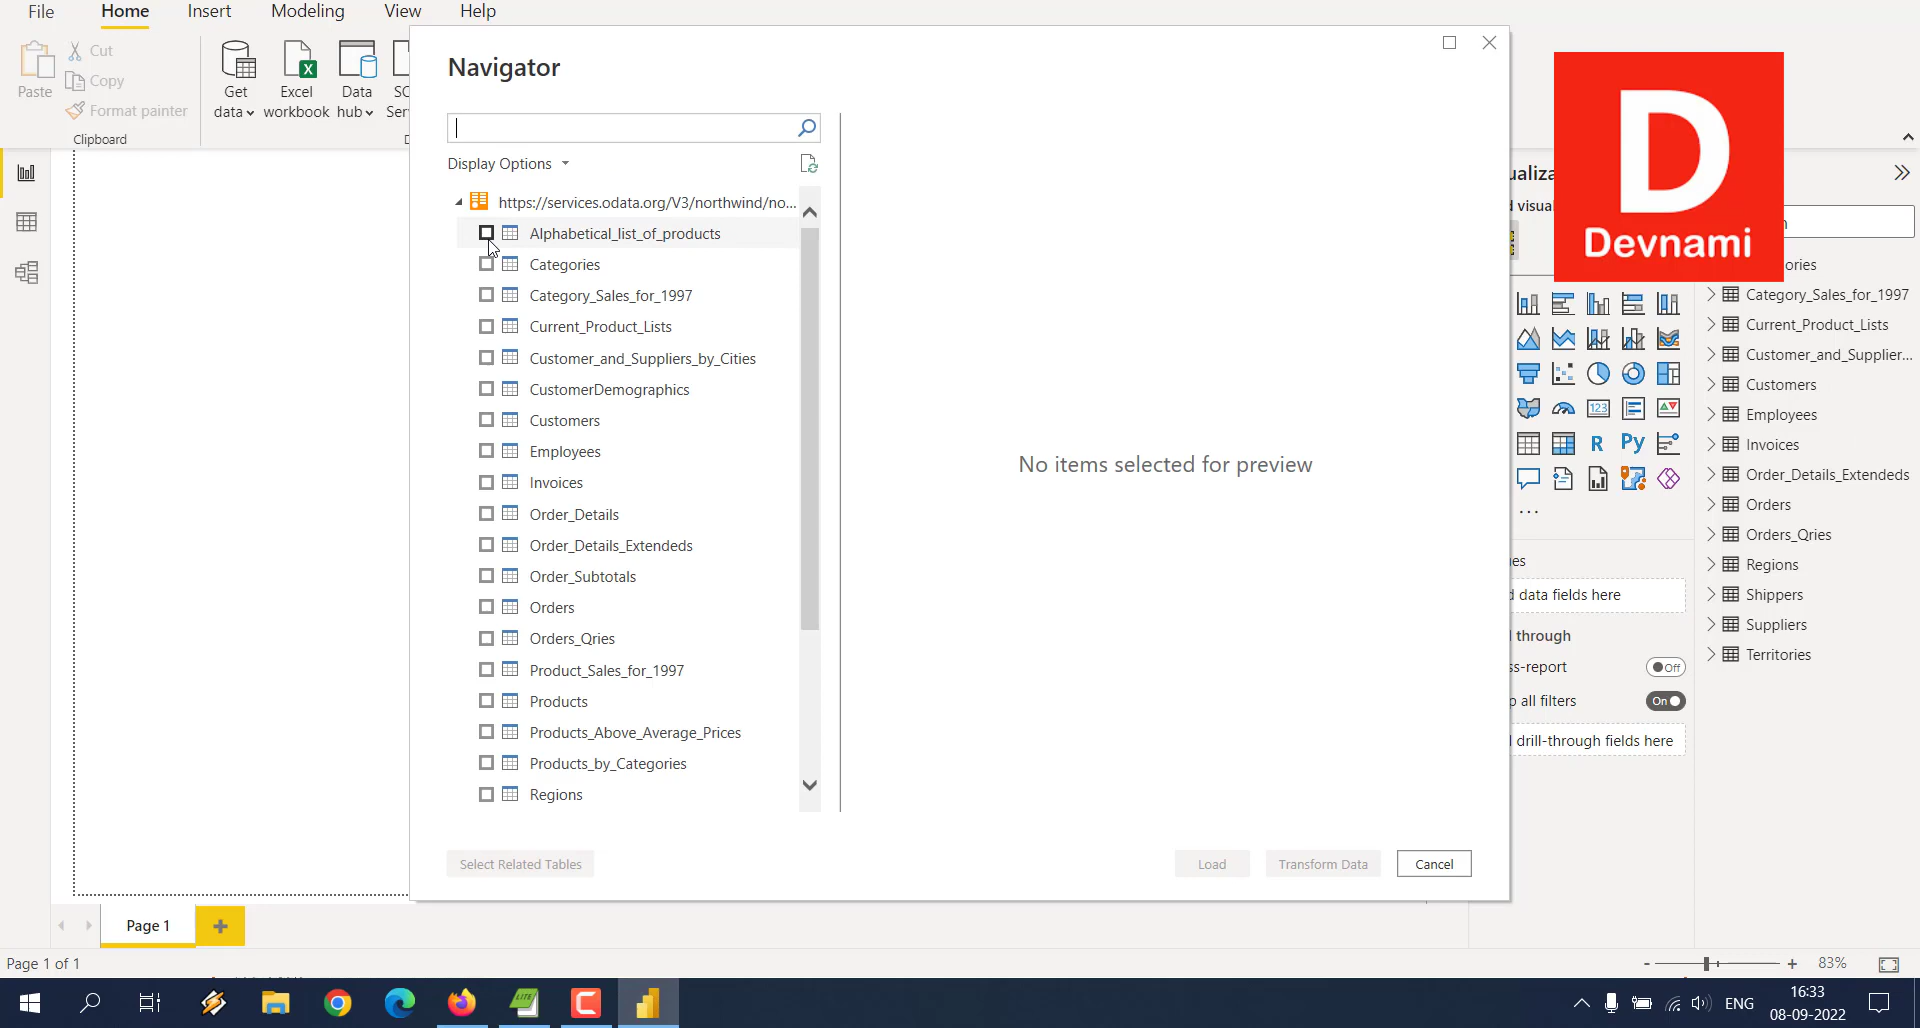 File Home Insert Modeling View Help
Paste
Cut
Copy
Format painter
Clipboard
Get data
Excel workbook
Data hub
Navigator
Display Options
https://services.odata.org/V3/northwind/no...
Alphabetical_list_of_products
Categories
Category_Sales_for_1997
Current_Product_Lists
Customer_and_Suppliers_by_Cities
CustomerDemographics
Customers
Employees
Invoices
Order_Details
Order_Details_Extendeds
Order_Subtotals
Orders
Orders_Qries
Product_Sales_for_1997
Products
Products_Above_Average_Prices
Products_by_Categories
Regions
No items selected for preview
Select Related Tables
Load
Transform Data
Cancel
D
Devnami
123
R
Py
...
data fields here
through
ss-report
Off
all filters
On
drill-through fields here
ories
Category_Sales_for_1997
Current_Product_Lists
Customer_and_Supplier...
Customers
Employees
Invoices
Order_Details_Extendeds
Orders
Orders_Qries
Regions
Shippers
Suppliers
Territories
Page 1
+
Page 1 of 1
- + 83%
LITE
ENG
16:33
08-09-2022